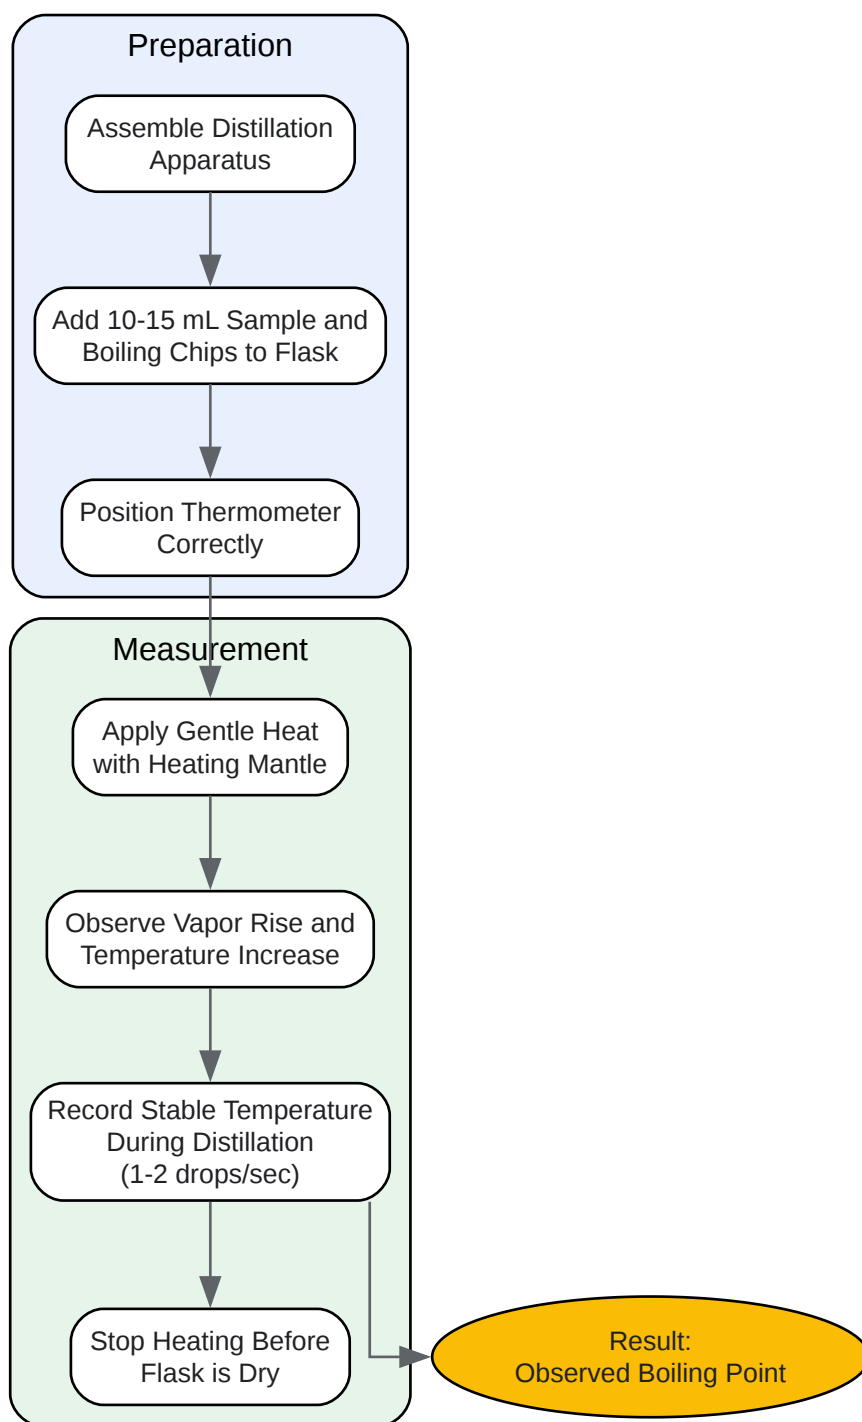 Preparation
Assemble Distillation
Apparatus
Add 10-15 mL Sample and
Boiling Chips to Flask
Position Thermometer
Correctly
Measurement
Apply Gentle Heat
with Heating Mantle
Observe Vapor Rise and
Temperature Increase
Record Stable Temperature
During Distillation
(1-2 drops/sec)
Stop Heating Before
Flask is Dry
Result:
Observed Boiling Point